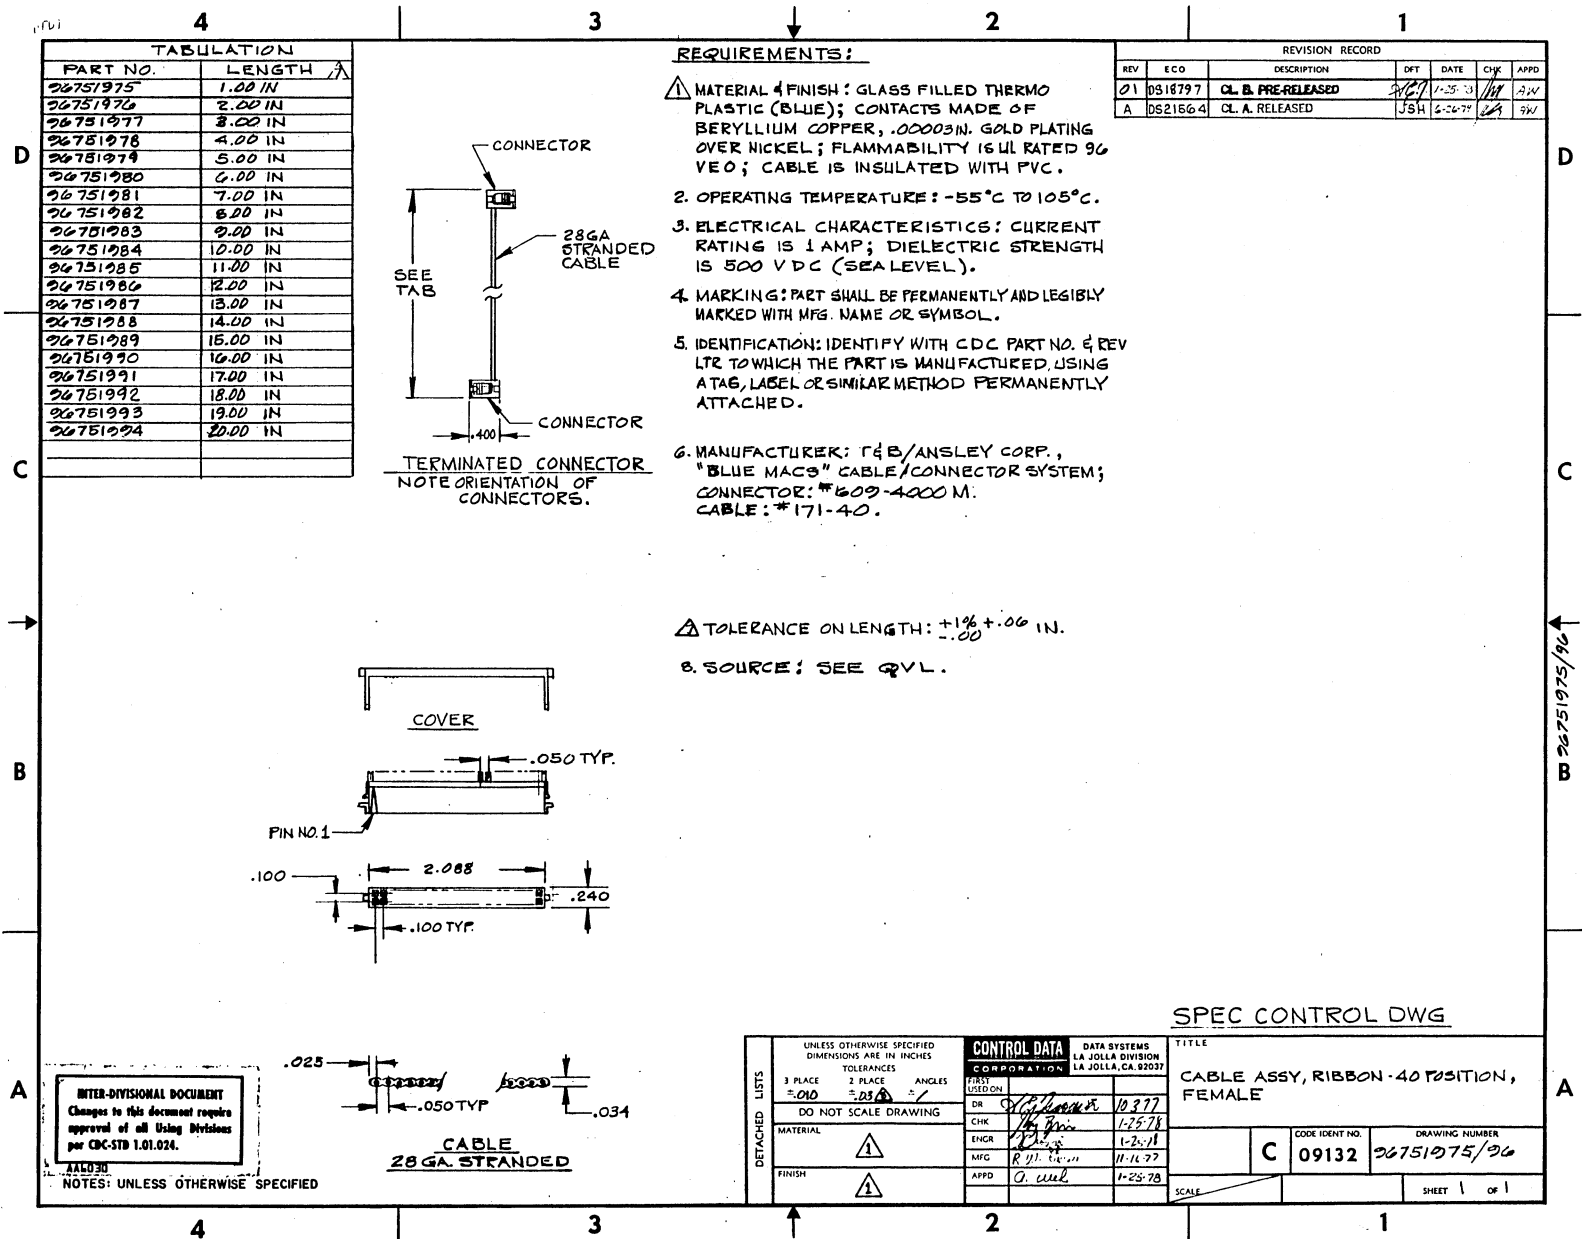 4 3 2 1
TABULATION
PART NO. LENGTH
96751975 1.00 IN
96751976 2.00 IN
96751977 3.00 IN
96751978 4.00 IN
96751979 5.00 IN
96751980 6.00 IN
96751981 7.00 IN
96751982 8.00 IN
96751983 9.00 IN
96751984 10.00 IN
96751985 11.00 IN
96751986 12.00 IN
96751987 13.00 IN
96751988 14.00 IN
96751989 15.00 IN
96751990 16.00 IN
96751991 17.00 IN
96751992 18.00 IN
96751993 19.00 IN
96751994 20.00 IN
CONNECTOR
28GA
STRANDED
CABLE
SEE
TAB
CONNECTOR
.400
TERMINATED CONNECTOR
NOTE ORIENTATION OF
CONNECTORS.
REQUIREMENTS:
1 MATERIAL & FINISH: GLASS FILLED THERMO
PLASTIC (BLUE); CONTACTS MADE OF
BERYLLIUM COPPER, .00003 IN. GOLD PLATING
OVER NICKEL; FLAMMABILITY IS UL RATED 96
VEO; CABLE IS INSULATED WITH PVC.
2. OPERATING TEMPERATURE: -55°C TO 105°C.
3. ELECTRICAL CHARACTERISTICS: CURRENT
RATING IS 1 AMP; DIELECTRIC STRENGTH
IS 500 VDC (SEA LEVEL).
4. MARKING: PART SHALL BE PERMANENTLY AND LEGIBLY
MARKED WITH MFG. NAME OR SYMBOL.
5. IDENTIFICATION: IDENTIFY WITH CDC PART NO. & REV
LTR TO WHICH THE PART IS MANUFACTURED, USING
A TAG, LABEL OR SIMILAR METHOD PERMANENTLY
ATTACHED.
6. MANUFACTURER: T&B/ANSLEY CORP.,
"BLUE MACS" CABLE/CONNECTOR SYSTEM;
CONNECTOR: #609-4000 M.
CABLE: #171-40.
7 TOLERANCE ON LENGTH: +1% +.06 -.00 IN.
8. SOURCE: SEE QVL.
REVISION RECORD
REV ECO DESCRIPTION DFT DATE CHK APPD
01 DS18797 CL. B. PRE-RELEASED AW
A DS21564 CL. A. RELEASED JSH AW
D D
C C
B B
A A
96751975/96
COVER
.050 TYP.
PIN NO. 1
2.088
.100
.240
.100 TYP.
.025
.050 TYP
.034
CABLE
28 GA. STRANDED
INTER-DIVISIONAL DOCUMENT
Changes to this document require
approval of all Using Divisions
per CDC-STD 1.01.024.
AA6030
NOTES: UNLESS OTHERWISE SPECIFIED
SPEC CONTROL DWG
DETACHED LISTS
UNLESS OTHERWISE SPECIFIED
DIMENSIONS ARE IN INCHES
TOLERANCES
3 PLACE 2 PLACE ANGLES
±.010 ±.03
DO NOT SCALE DRAWING
MATERIAL
1
FINISH
1
CONTROL DATA
CORPORATION
DATA SYSTEMS
LA JOLLA DIVISION
LA JOLLA, CA. 92037
FIRST
USED ON
DR
CHK 1-25-78
ENGR
MFG 11-16-77
APPD 1-25-78
TITLE
CABLE ASSY, RIBBON - 40 POSITION,
FEMALE
C
CODE IDENT NO.
09132
DRAWING NUMBER
96751975/96
SCALE
SHEET 1 OF 1
4 3 2 1